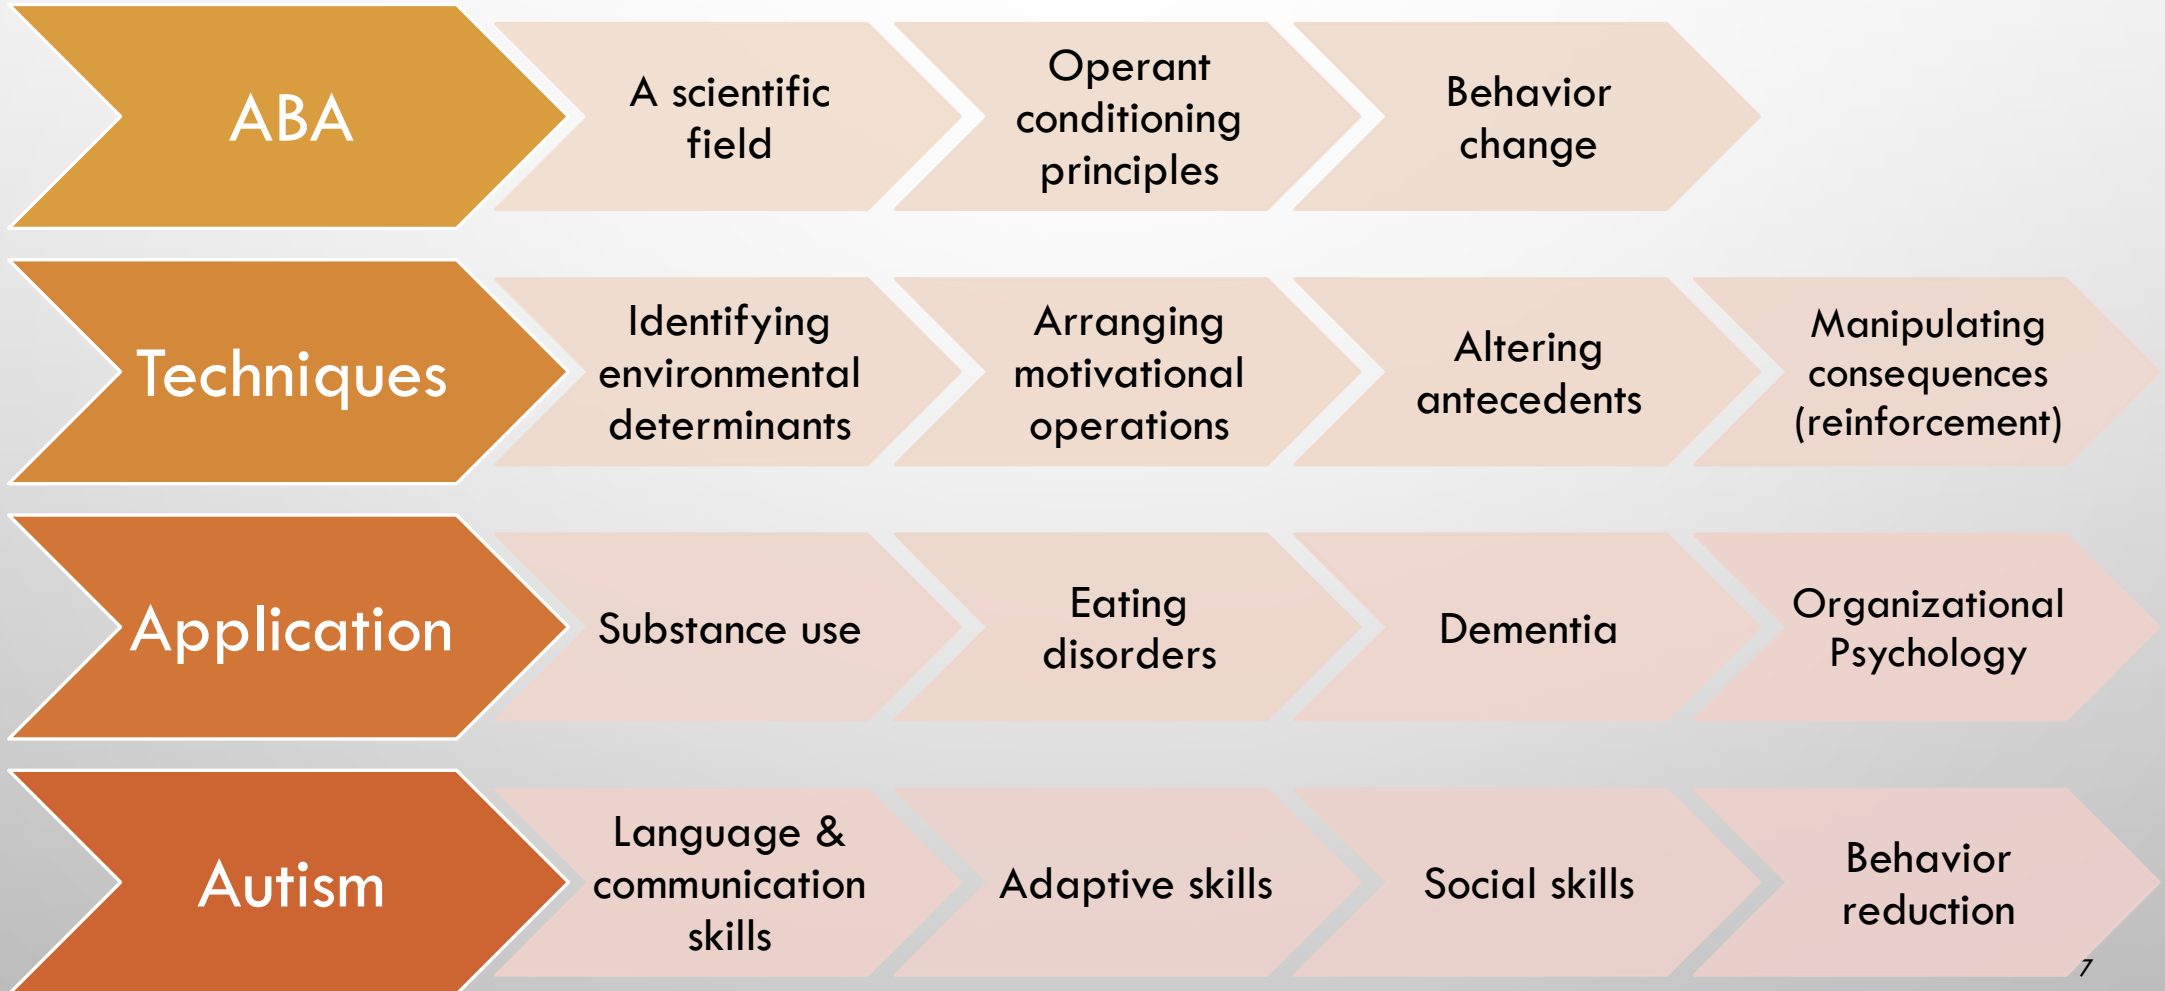 ABA
A scientific
field
Operant
conditioning
principles
Behavior
change
Techniques
Identifying
environmental
determinants
Arranging
motivational
operations
Altering
antecedents
Manipulating
consequences
(reinforcement)
Application
Substance use
Eating
disorders
Dementia
Organizational
Psychology
Autism
Language &
communication
skills
Adaptive skills
Social skills
Behavior
reduction
7